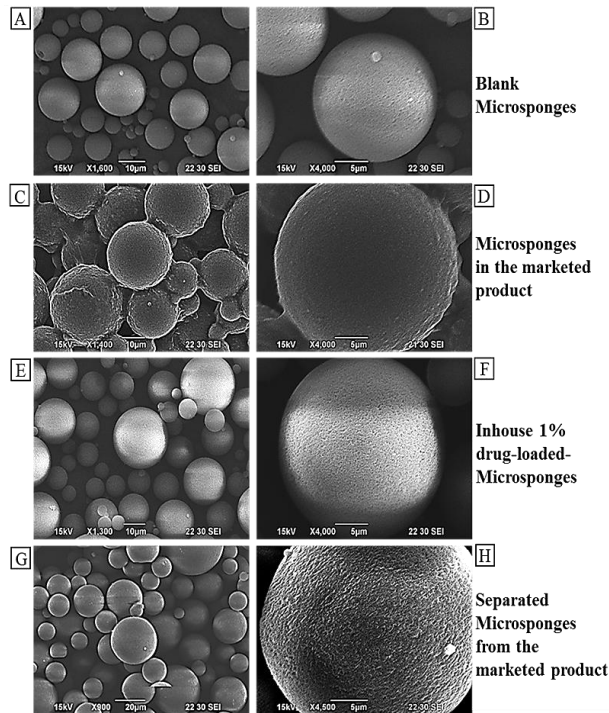 A
B
15kV X1,600 10µm 22 30 SEI
15kV X4,000 5µm 22 30 SEI
Blank
Microsponges
C
D
15kV X1,400 10µm 22 30 SEI
15kV X4,000 5µm 21 30 SEI
Microsponges
in the marketed
product
E
F
15kV X1,300 10µm 22 30 SEI
15kV X4,000 5µm 22 30 SEI
Inhouse 1%
drug-loaded-
Microsponges
G
H
15kV X900 20µm 22 30 SEI
15kV X4,500 5µm 22 30 SEI
Separated
Microsponges
from the
marketed product